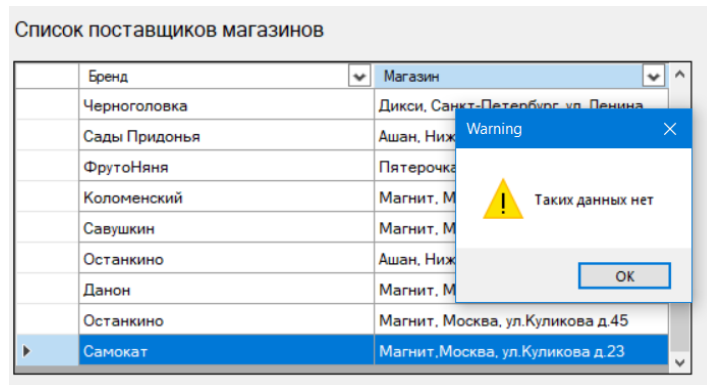 Список поставщиков магазинов
Бренд Магазин
Черноголовка Дикси, Санкт-Петербург, ул. Ленина
Сады Придонья Ашан, Ниж
ФрутоНяня Пятерочка
Коломенский Магнит, М
Савушкин Магнит, М
Останкино Ашан, Ниж
Данон Магнит, М
Останкино Магнит, Москва, ул.Куликова д.45
Самокат Магнит,Москва, ул.Куликова д.23
Warning
Таких данных нет
OK